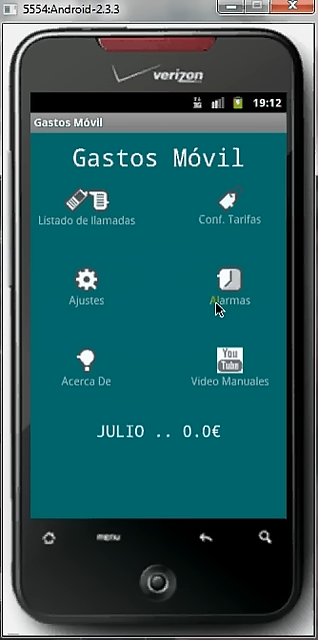 5554:Android-2.3.3
verizon
3G
19:12
Gastos Móvil
Gastos Móvil
Listado de llamadas
Conf. Tarifas
Ajustes
Alarmas
Acerca De
You
Tube
Video Manuales
JULIO .. 0.0€
menu